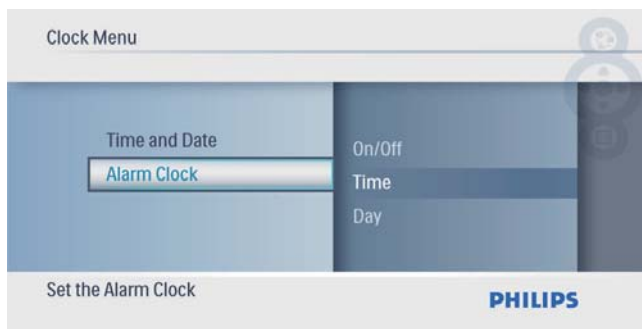 Clock Menu
Time and Date
Alarm Clock
On/Off
Time
Day
Set the Alarm Clock
PHILIPS